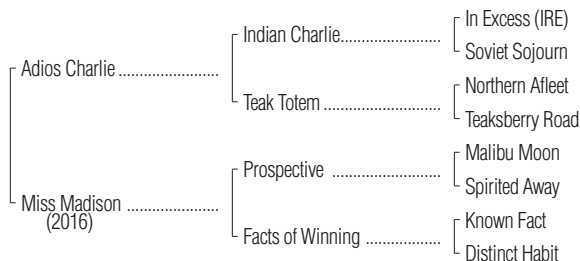 In Excess (IRE)
Indian Charlie..........................
Soviet Sojourn
Adios Charlie .........................
Northern Afleet
Teak Totem ..............................
Teaksberry Road
Malibu Moon
Prospective ............................
Spirited Away
Miss Madison .......................
(2016)
Known Fact
Facts of Winning ...................
Distinct Habit